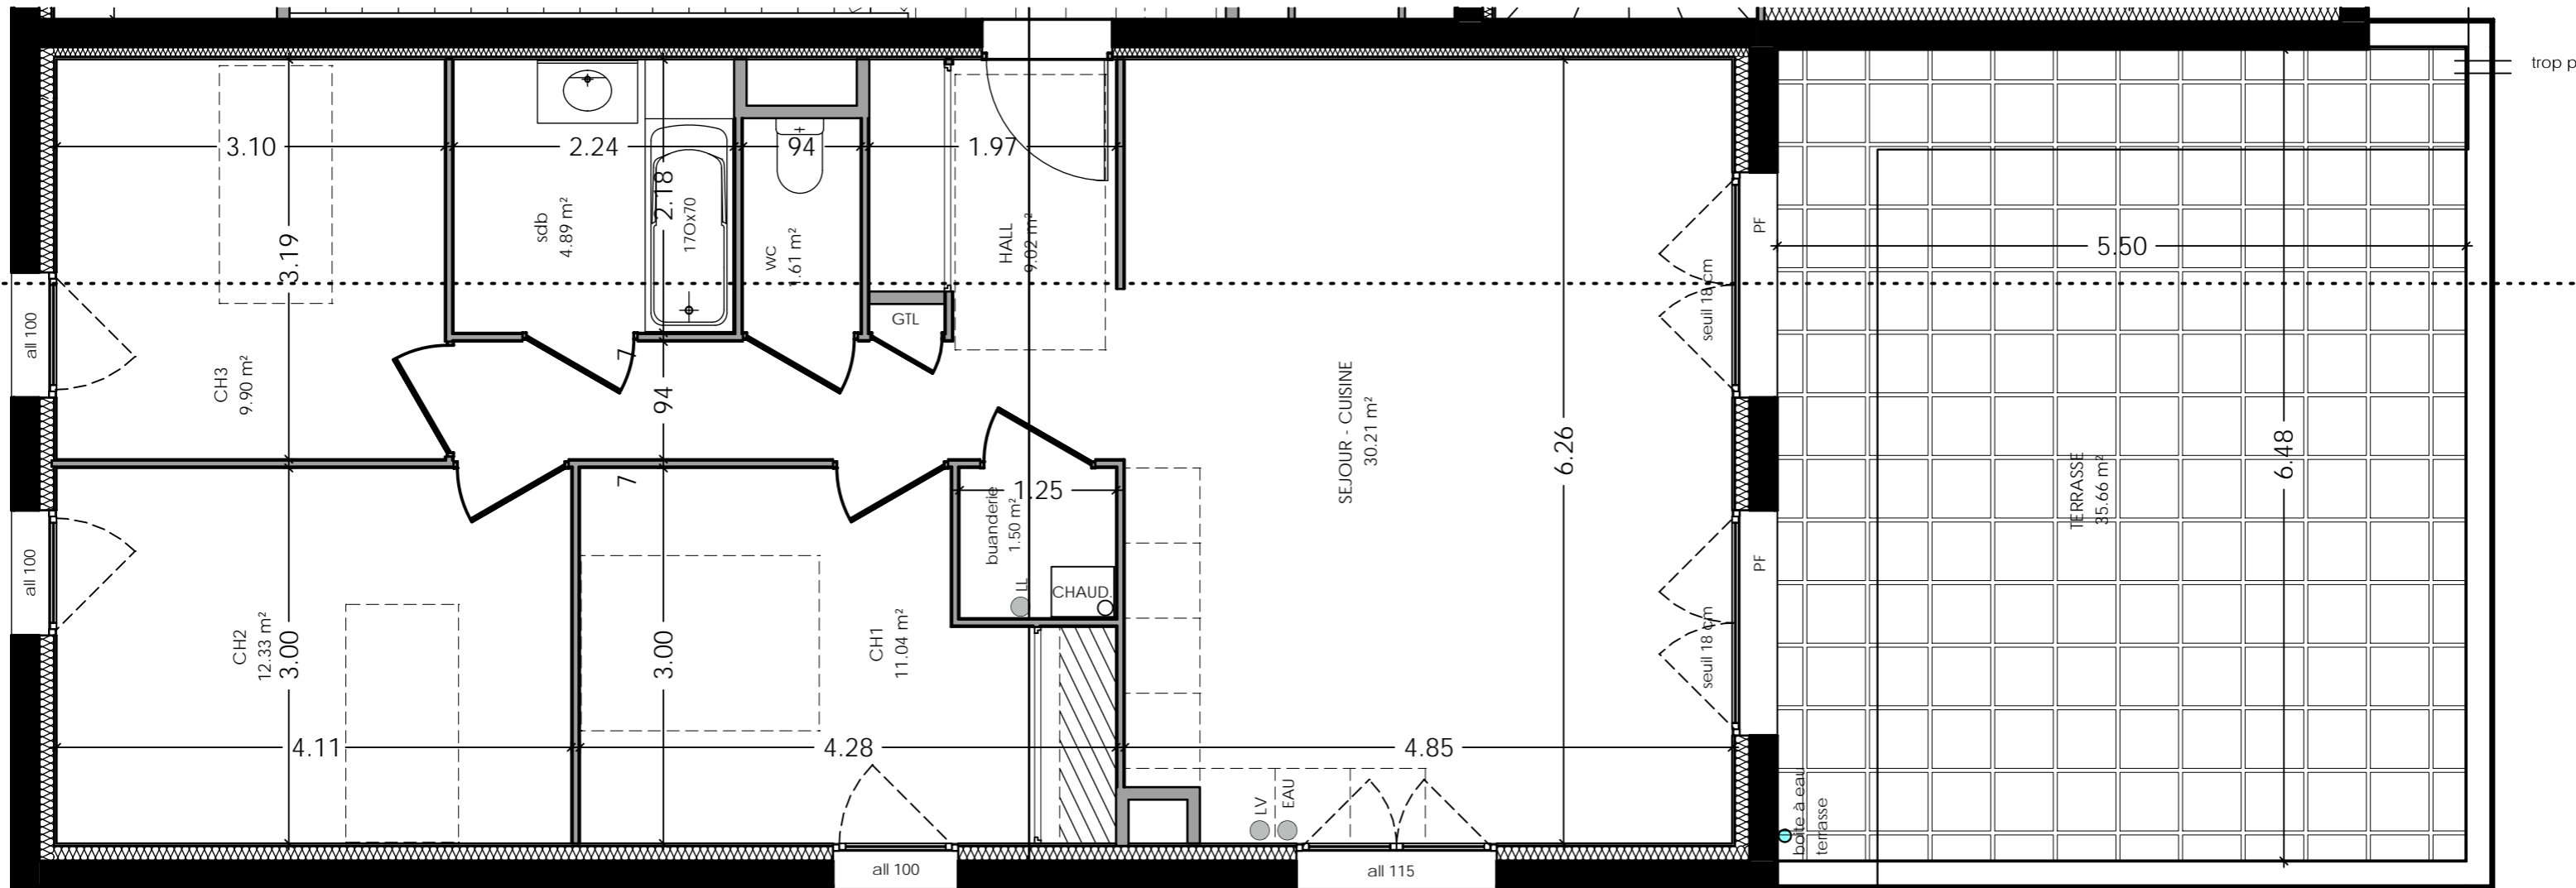 trop p
3.10
2.24
94
1.97
2.18
170x70
sdb
4.89 m²
wc
1.61 m²
HALL
9.02 m²
PF
5.50
3.19
GTL
seuil 18 cm
all 100
CH3
9.90 m²
7
94
SEJOUR - CUISINE
30.21 m²
6.26
6.48
TERRASSE
35.66 m²
7
1.25
buanderie
1.50 m²
LL
CHAUD.
all 100
PF
CH2
12.33 m²
3.00
3.00
CH1
11.04 m²
seuil 18 cm
4.11
4.28
4.85
LV
EAU
boite à eau
terrasse
all 100
all 115